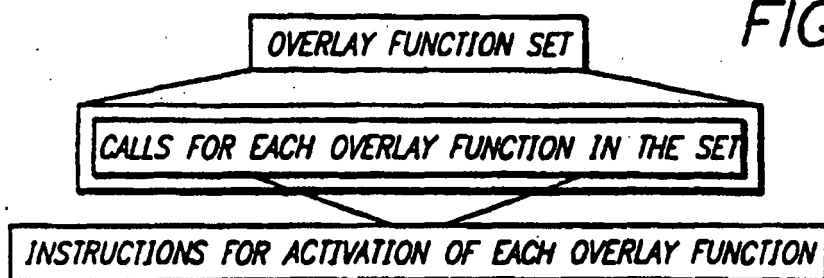 FIG
OVERLAY FUNCTION SET
CALLS FOR EACH OVERLAY FUNCTION IN THE SET
INSTRUCTIONS FOR ACTIVATION OF EACH OVERLAY FUNCTION